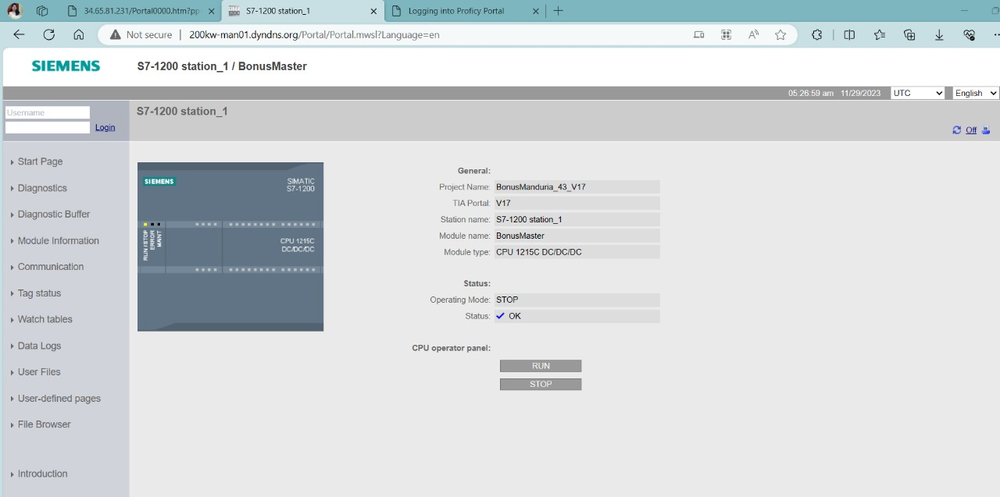 34.65.81.231/Portal0000.htm?pp
S7-1200 station_1
Logging into Proficy Portal
Not secure | 200kw-man01.dyndns.org/Portal/Portal.mwsl?Language=en
SIEMENS
S7-1200 station_1 / BonusMaster
05:26:59 am 11/29/2023 UTC English
Username
Login
S7-1200 station_1
Off
Start Page
Diagnostics
Diagnostic Buffer
Module Information
Communication
Tag status
Watch tables
Data Logs
User Files
User-defined pages
File Browser
Introduction
SIEMENS
SIMATIC
S7-1200
RUN / STOP
ERROR
MAINT
CPU 1215C
DC/DC/DC
General:
Project Name: BonusManduria_43_V17
TIA Portal: V17
Station name: S7-1200 station_1
Module name: BonusMaster
Module type: CPU 1215C DC/DC/DC
Status:
Operating Mode: STOP
Status: OK
CPU operator panel:
RUN
STOP